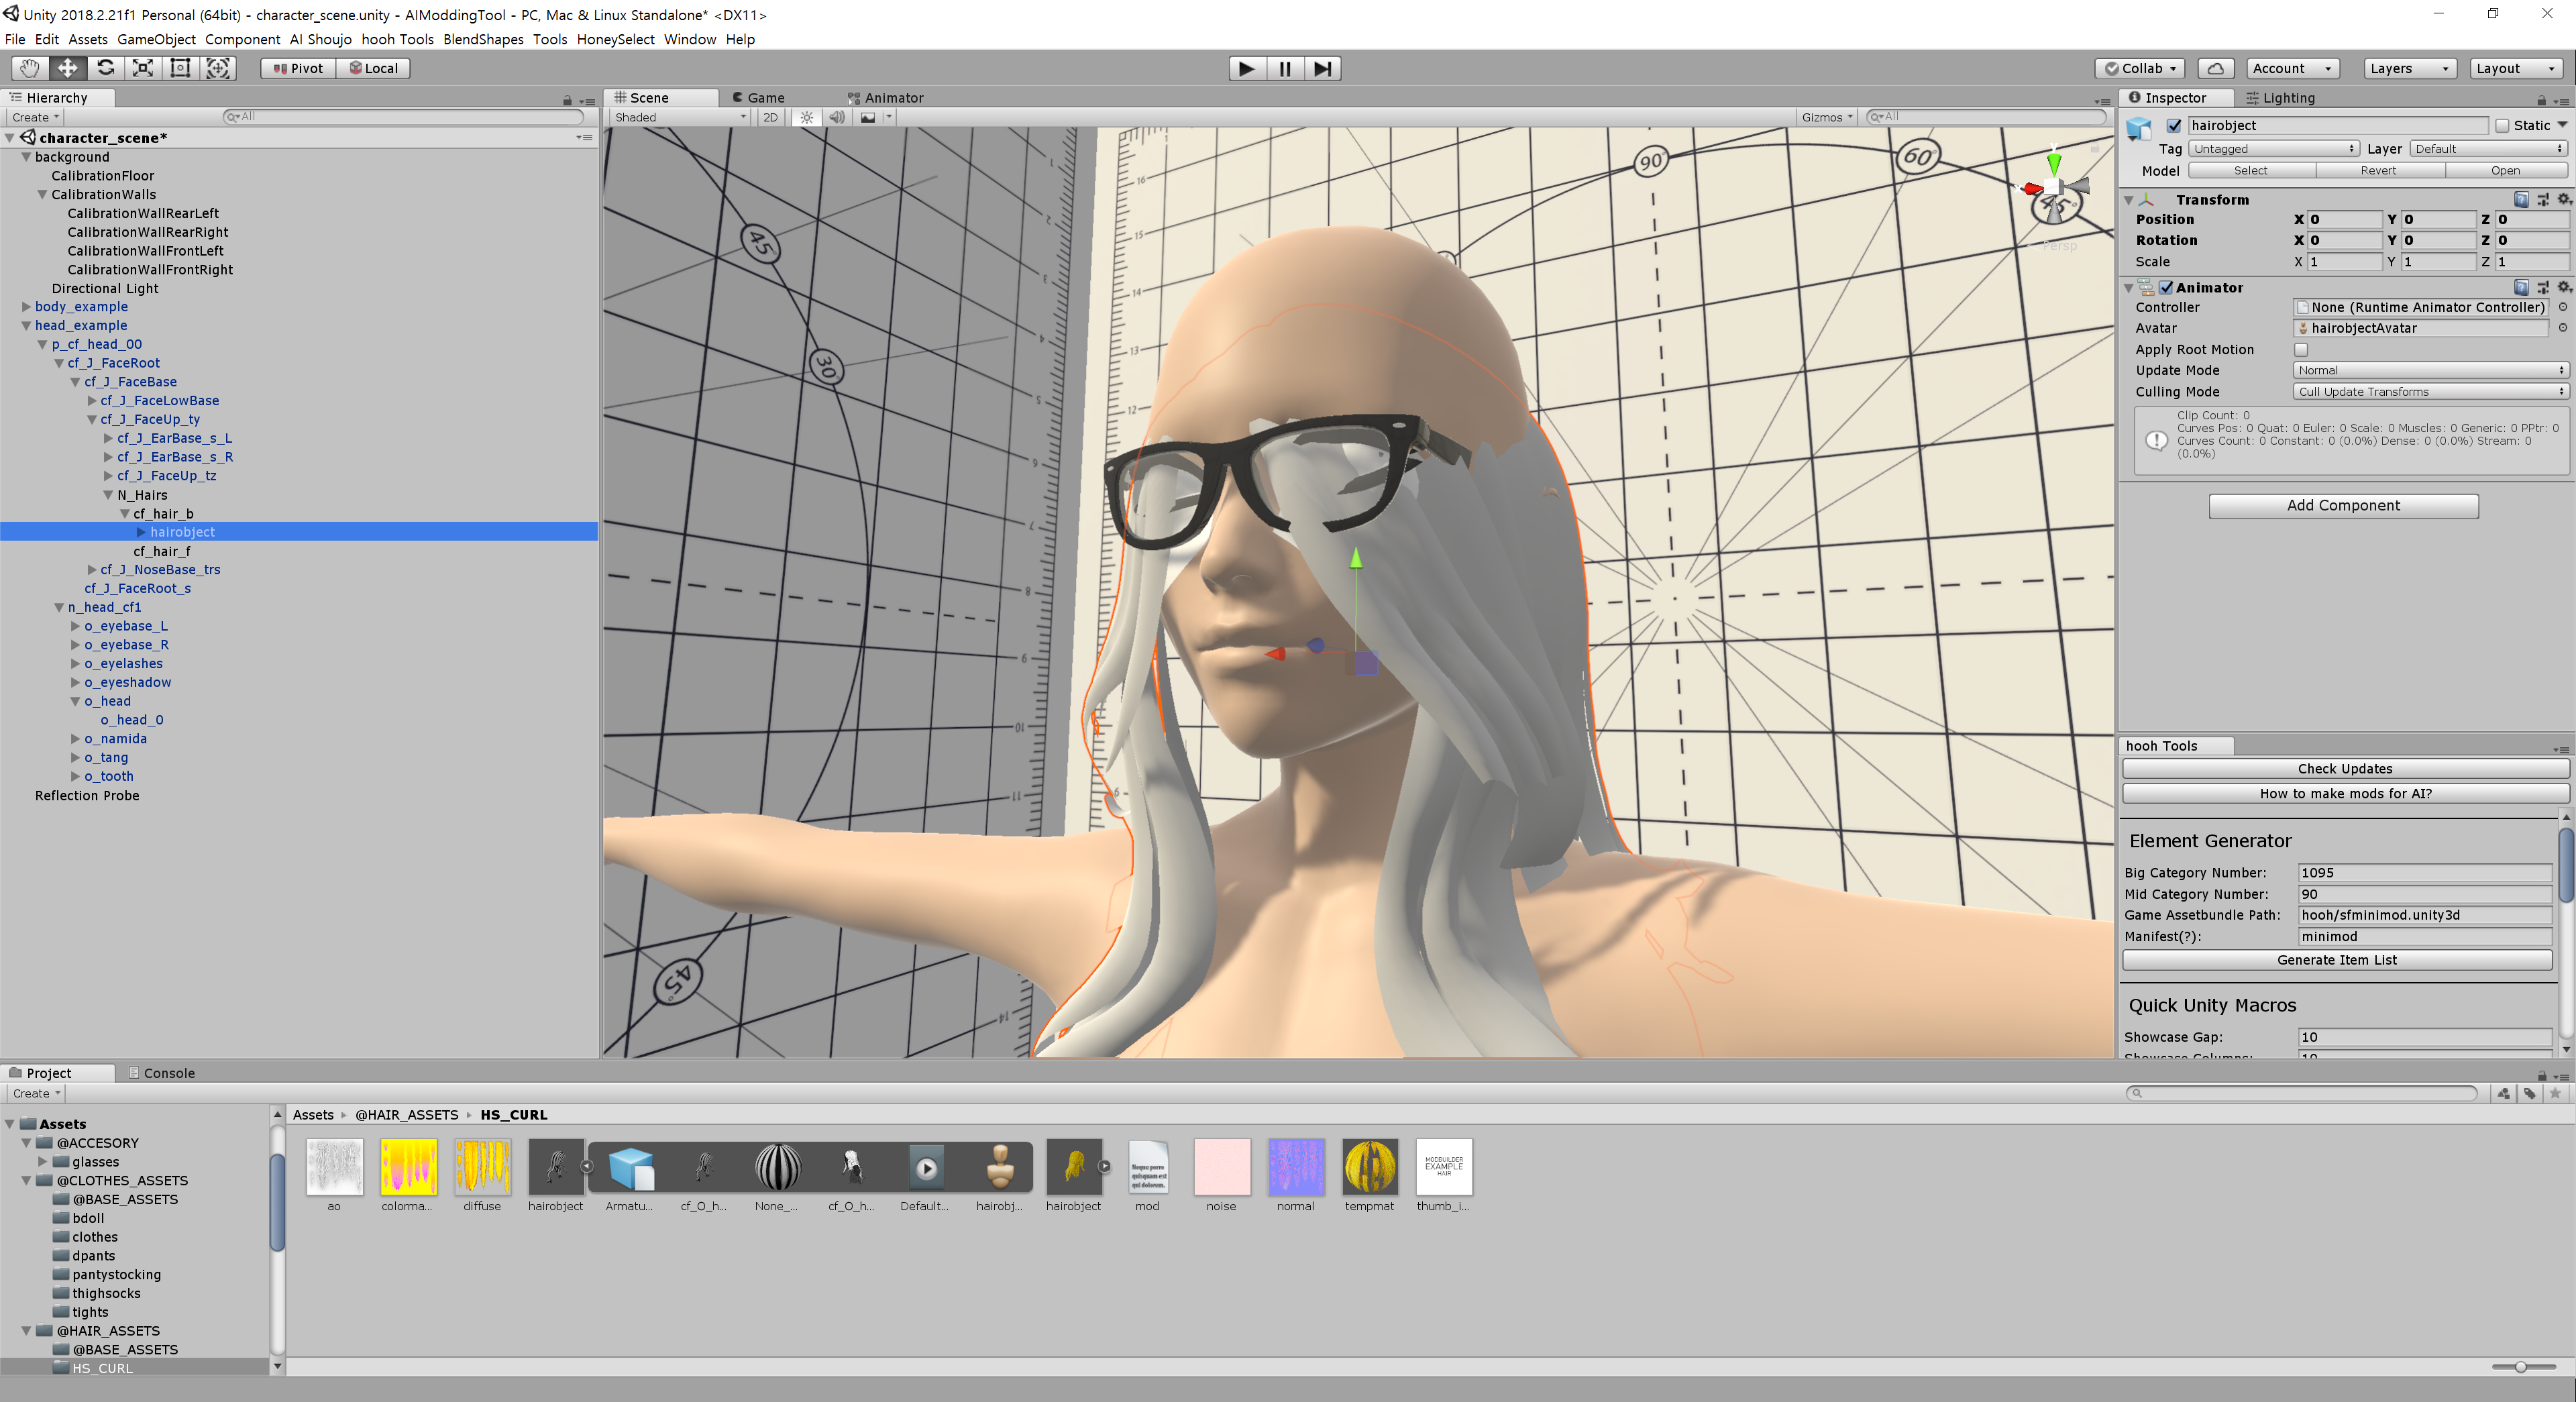 Unity 2018.2.21f1 Personal (64bit) - character_scene.unity - AIModdingTool - PC, Mac & Linux Standalone* <DX11>
File Edit Assets GameObject Component AI Shoujo hooh Tools BlendShapes Tools HoneySelect Window Help
Pivot Local Collab Account Layers Layout
Hierarchy
Create All
character_scene*
background
CalibrationFloor
CalibrationWalls
CalibrationWallRearLeft
CalibrationWallRearRight
CalibrationWallFrontLeft
CalibrationWallFrontRight
Directional Light
body_example
head_example
p_cf_head_00
cf_J_FaceRoot
cf_J_FaceBase
cf_J_FaceLowBase
cf_J_FaceUp_ty
cf_J_EarBase_s_L
cf_J_EarBase_s_R
cf_J_FaceUp_tz
N_Hairs
cf_hair_b
hairobject
cf_hair_f
cf_J_NoseBase_trs
cf_J_FaceRoot_s
n_head_cf1
o_eyebase_L
o_eyebase_R
o_eyelashes
o_eyeshadow
o_head
o_head_0
o_namida
o_tang
o_tooth
Reflection Probe
Scene Game Animator
Shaded 2D Gizmos All
90°
60°
45°
45
30
45°
16
15
14
13
12
Persp
Inspector Lighting
hairobject Static
Tag Untagged Layer Default
Model Select Revert Open
Transform
Position X 0 Y 0 Z 0
Rotation X 0 Y 0 Z 0
Scale X 1 Y 1 Z 1
Animator
Controller None (Runtime Animator Controller)
Avatar hairobjectAvatar
Apply Root Motion
Update Mode Normal
Culling Mode Cull Update Transforms
Clip Count: 0
Curves Pos: 0 Quat: 0 Euler: 0 Scale: 0 Muscles: 0 Generic: 0 PPtr: 0
Curves Count: 0 Constant: 0 (0.0%) Dense: 0 (0.0%) Stream: 0
(0.0%)
Add Component
hooh Tools
Check Updates
How to make mods for AI?
Element Generator
Big Category Number: 1095
Mid Category Number: 90
Game Assetbundle Path: hooh/sfminimod.unity3d
Manifest(?): minimod
Generate Item List
Quick Unity Macros
Showcase Gap: 10
Showcase Columns: 10
Project Console
Create
Assets
@ACCESORY
glasses
@CLOTHES_ASSETS
@BASE_ASSETS
bdoll
clothes
dpants
pantystocking
thighsocks
tights
@HAIR_ASSETS
@BASE_ASSETS
HS_CURL
Assets @HAIR_ASSETS HS_CURL
MODBUILDER
EXAMPLE
HAIR
ao colorma... diffuse hairobject Armatu... cf_O_h... None_... cf_O_h... Default... hairobj... hairobject mod noise normal tempmat thumb_i...